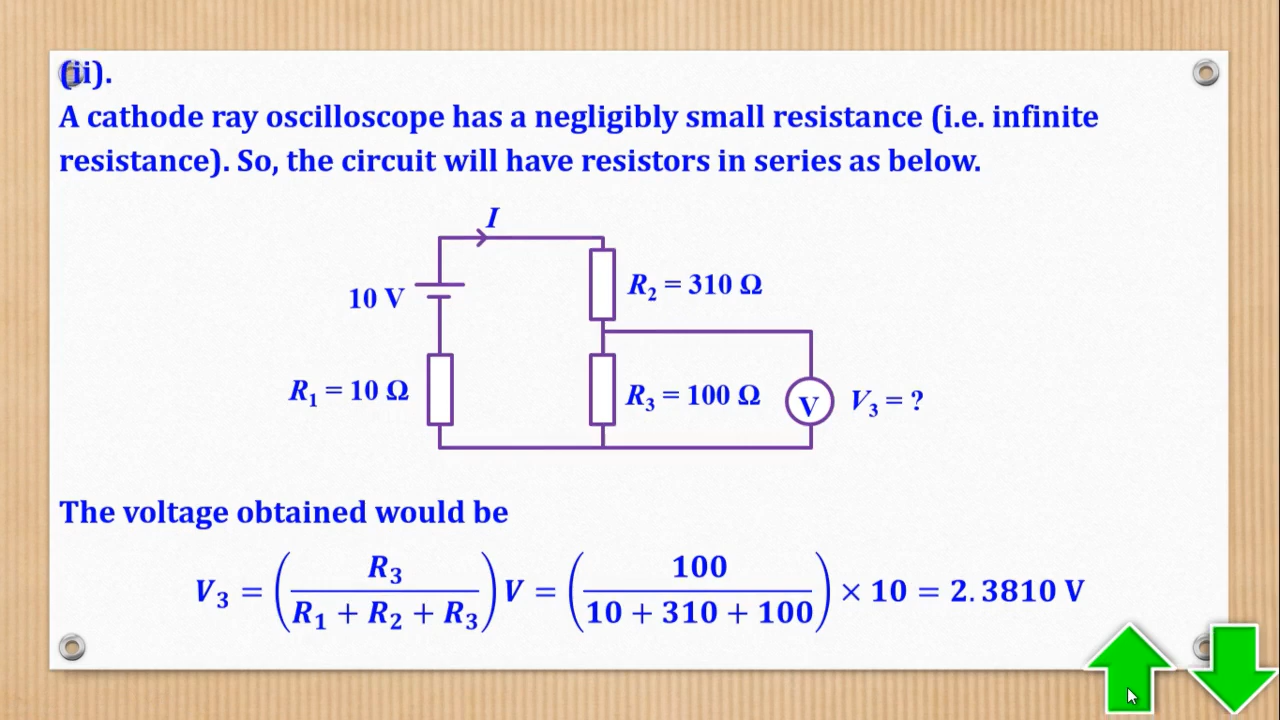 (ii).
A cathode ray oscilloscope has a negligibly small resistance (i.e. infinite
resistance). So, the circuit will have resistors in series as below.
I
10 V
R₂ = 310 Ω
R₁ = 10 Ω
R₃ = 100 Ω
V
V₃ = ?
The voltage obtained would be
V₃ = (R₃ / (R₁ + R₂ + R₃)) V = (100 / (10 + 310 + 100)) × 10 = 2.3810 V